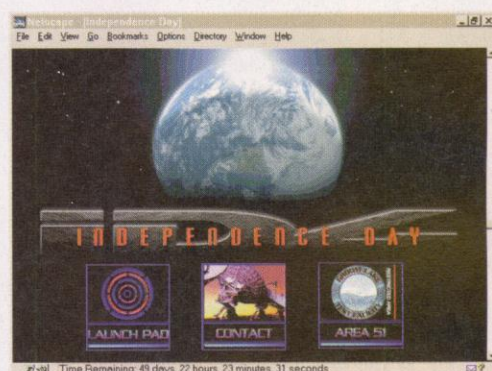 Netscape - [Independence Day]
File Edit View Go Bookmarks Options Directory Window Help
ID4
INDEPENDENCE DAY
LAUNCH PAD
CONTACT
AREA 51
Time Remaining: 49 days, 22 hours, 23 minutes, 31 seconds